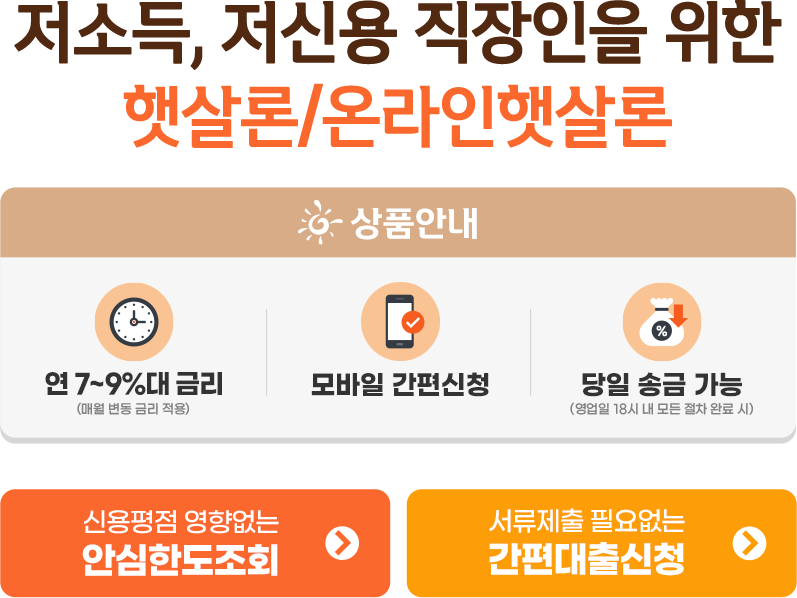 저소득, 저신용 직장인을 위한
햇살론/온라인햇살론
상품안내
연 7~9%대 금리
(매월 변동 금리 적용)
모바일 간편신청
%
당일 송금 가능
(영업일 18시 내 모든 절차 완료 시)
신용평점 영향없는
안심한도조회
서류제출 필요없는
간편대출신청